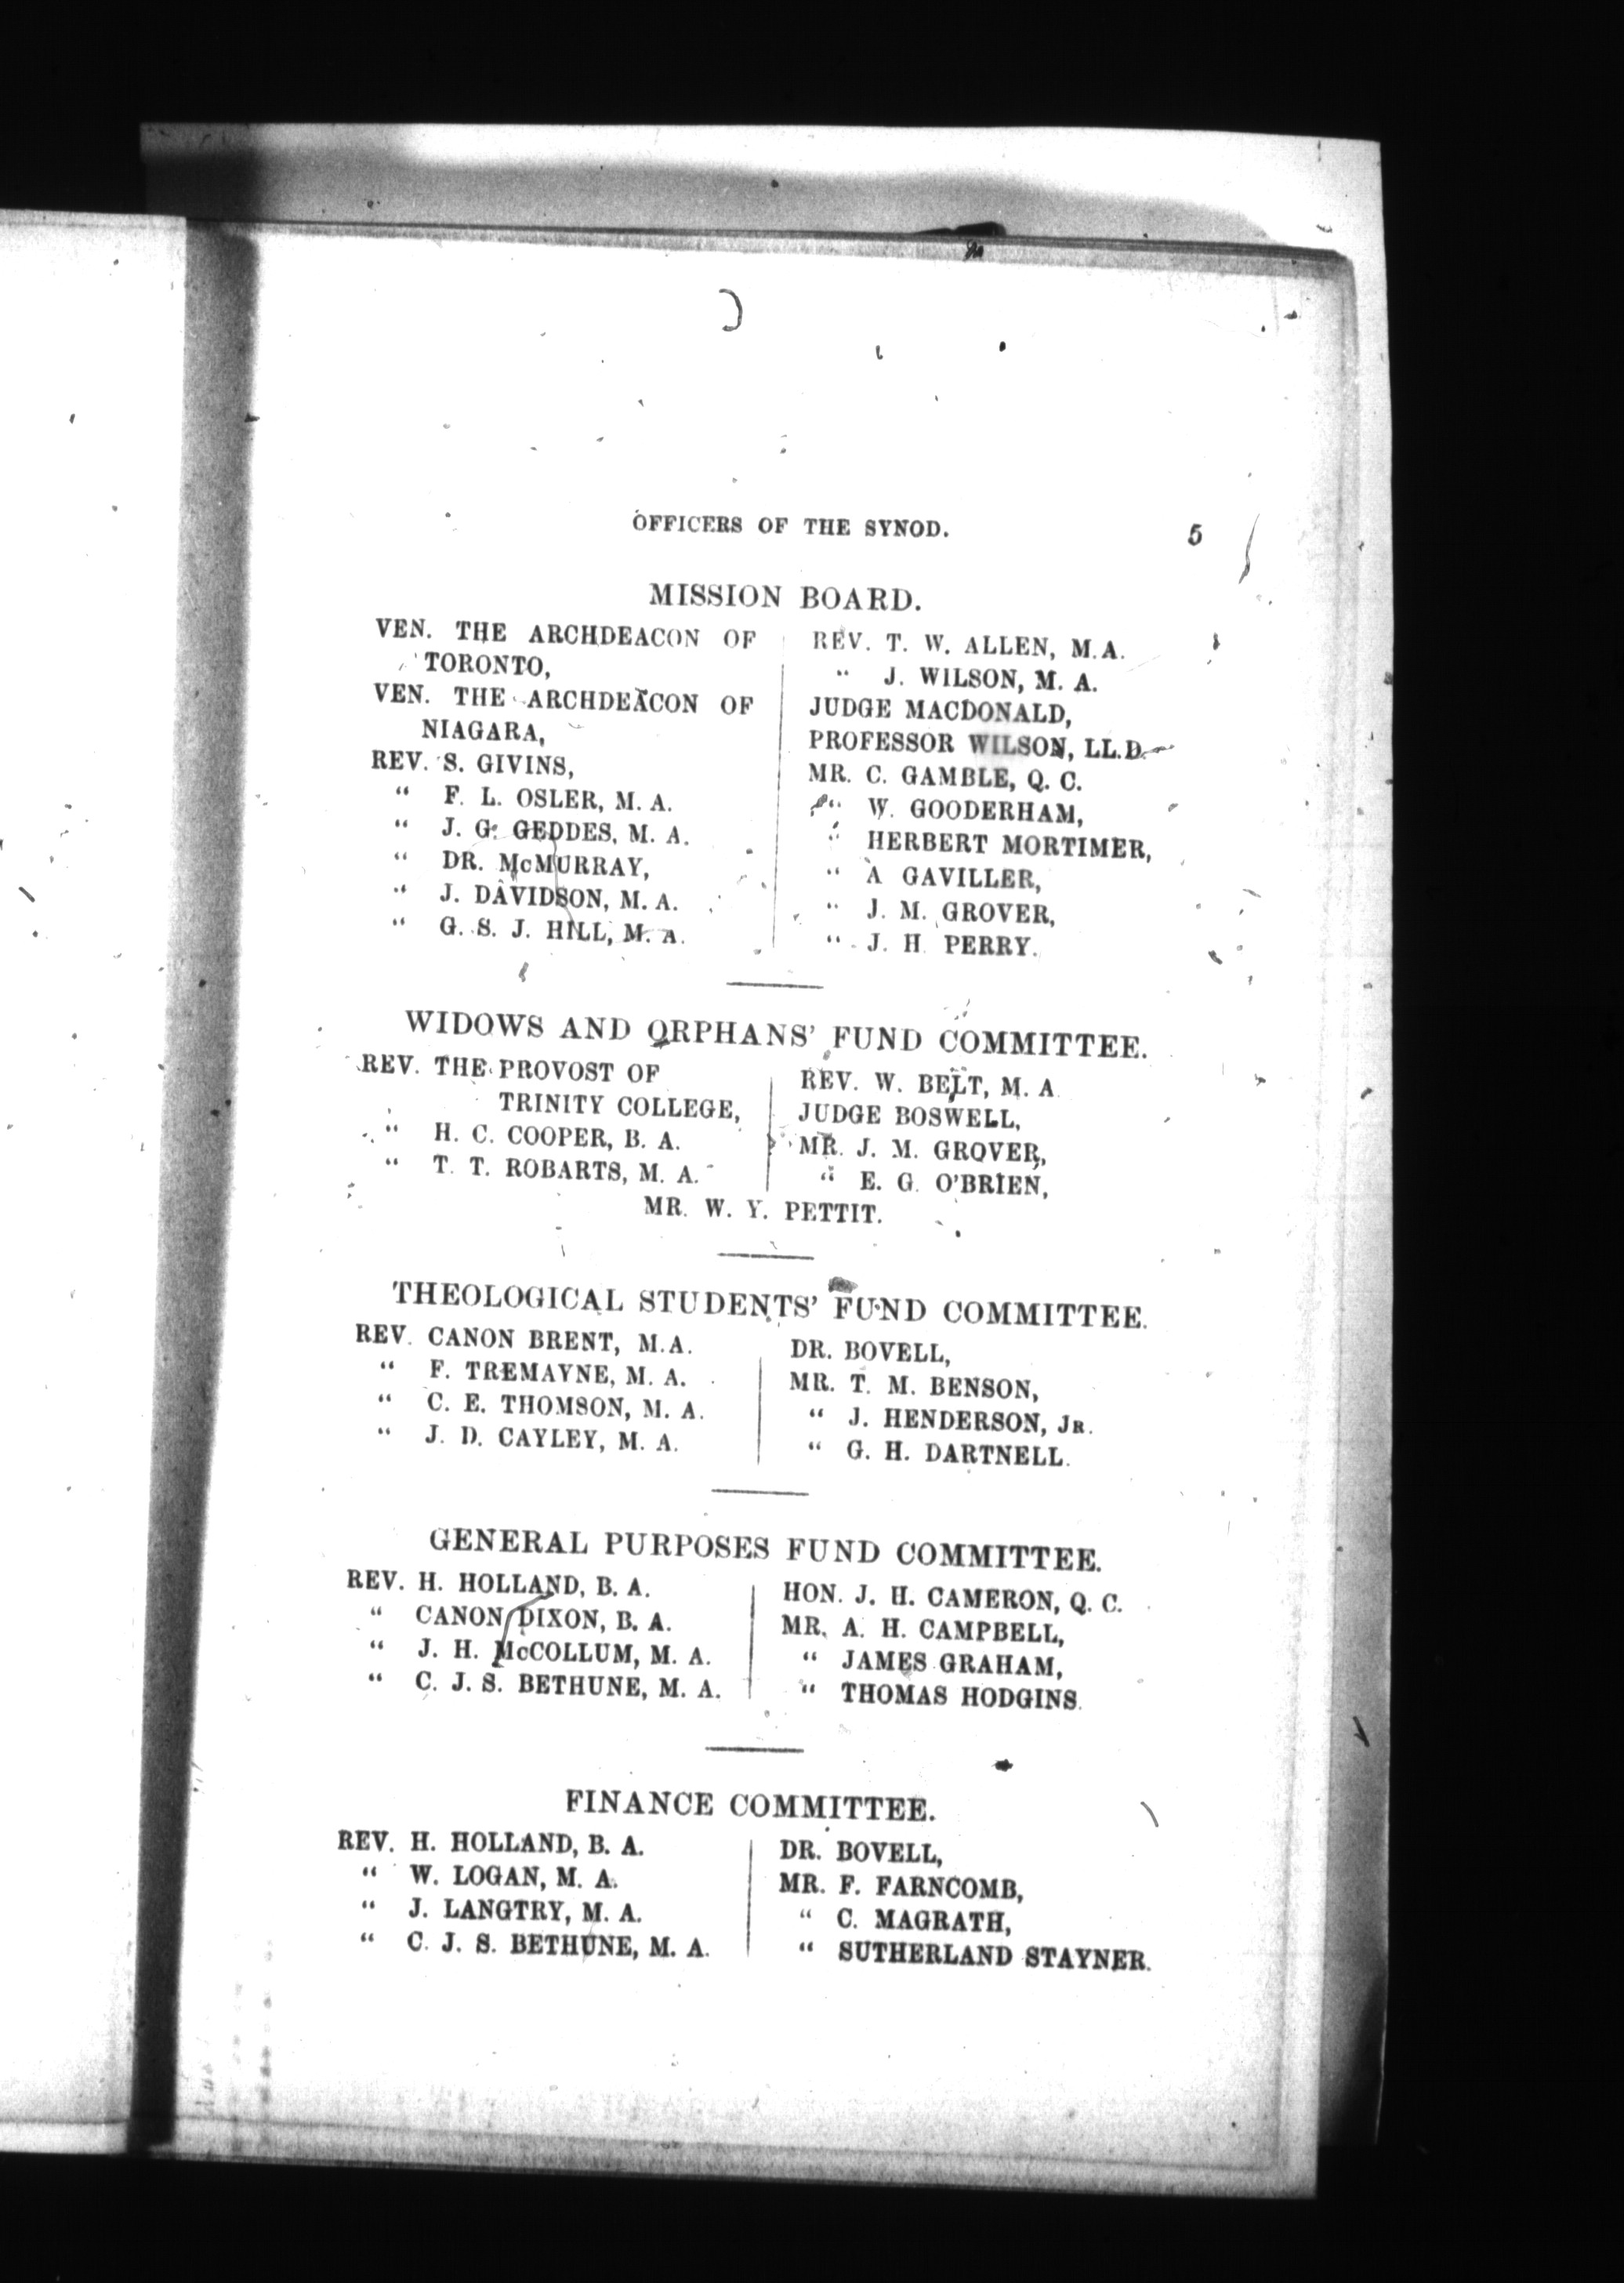 OFFICERS OF THE SYNOD. 5
MISSION BOARD.
VEN. THE ARCHDEACON OF
TORONTO,
VEN. THE ARCHDEACON OF
NIAGARA,
REV. S. GIVINS,
“ F. L. OSLER, M. A.
“ J. G. GEDDES, M. A.
“ DR. McMURRAY,
“ J. DAVIDSON, M. A.
“ G. S. J. HILL, M. A.
REV. T. W. ALLEN, M. A.
“ J. WILSON, M. A.
JUDGE MACDONALD,
PROFESSOR WILSON, LL.D.
MR. C. GAMBLE, Q. C.
“ W. GOODERHAM,
“ HERBERT MORTIMER,
“ A GAVILLER,
“ J. M. GROVER,
“ J. H. PERRY.
WIDOWS AND ORPHANS’ FUND COMMITTEE.
REV. THE PROVOST OF
TRINITY COLLEGE,
“ H. C. COOPER, B. A.
“ T. T. ROBARTS, M. A.
REV. W. BELT, M. A
JUDGE BOSWELL,
MR. J. M. GROVER,
“ E. G. O’BRIEN,
MR. W. Y. PETTIT.
THEOLOGICAL STUDENTS’ FUND COMMITTEE.
REV. CANON BRENT, M.A.
“ F. TREMAYNE, M. A.
“ C. E. THOMSON, M. A.
“ J. D. CAYLEY, M. A.
DR. BOVELL,
MR. T. M. BENSON,
“ J. HENDERSON, JR.
“ G. H. DARTNELL.
GENERAL PURPOSES FUND COMMITTEE.
REV. H. HOLLAND, B. A.
“ CANON DIXON, B. A.
“ J. H. McCOLLUM, M. A.
“ C. J. S. BETHUNE, M. A.
HON. J. H. CAMERON, Q. C.
MR. A. H. CAMPBELL,
“ JAMES GRAHAM,
“ THOMAS HODGINS.
FINANCE COMMITTEE.
REV. H. HOLLAND, B. A.
“ W. LOGAN, M. A.
“ J. LANGTRY, M. A.
“ C. J. S. BETHUNE, M. A.
DR. BOVELL,
MR. F. FARNCOMB,
“ C. MAGRATH,
“ SUTHERLAND STAYNER.